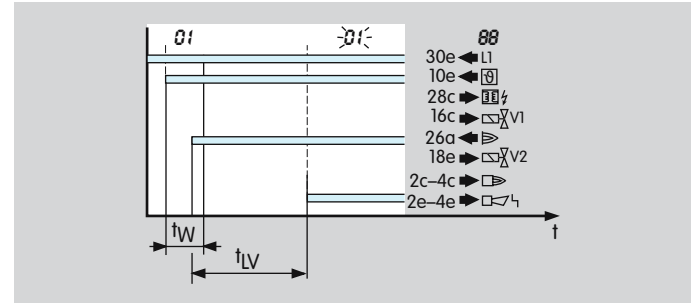 01 01 88
30e L1
10e ϑ
28c
16c V1
26a
18e V2
2c–4c
2e–4e
t
tW
tLV